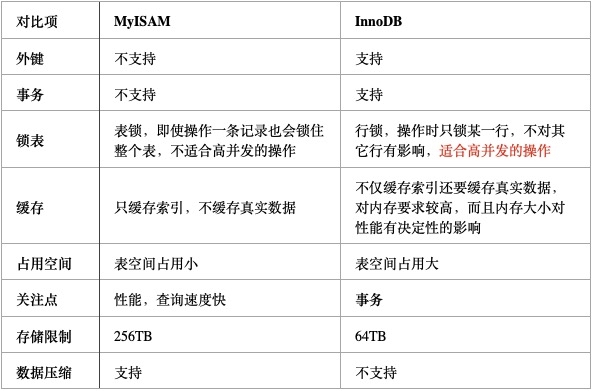 对比项 MyISAM InnoDB
外键 不支持 支持
事务 不支持 支持
锁表 表锁，即使操作一条记录也会锁住 行锁，操作时只锁某一行，不对其
整个表，不适合高并发的操作 它行有影响，适合高并发的操作
缓存 只缓存索引，不缓存真实数据 不仅缓存索引还要缓存真实数据，
对内存要求较高，而且内存大小对
性能有决定性的影响
占用空间 表空间占用小 表空间占用大
关注点 性能，查询速度快 事务
存储限制 256TB 64TB
数据压缩 支持 不支持